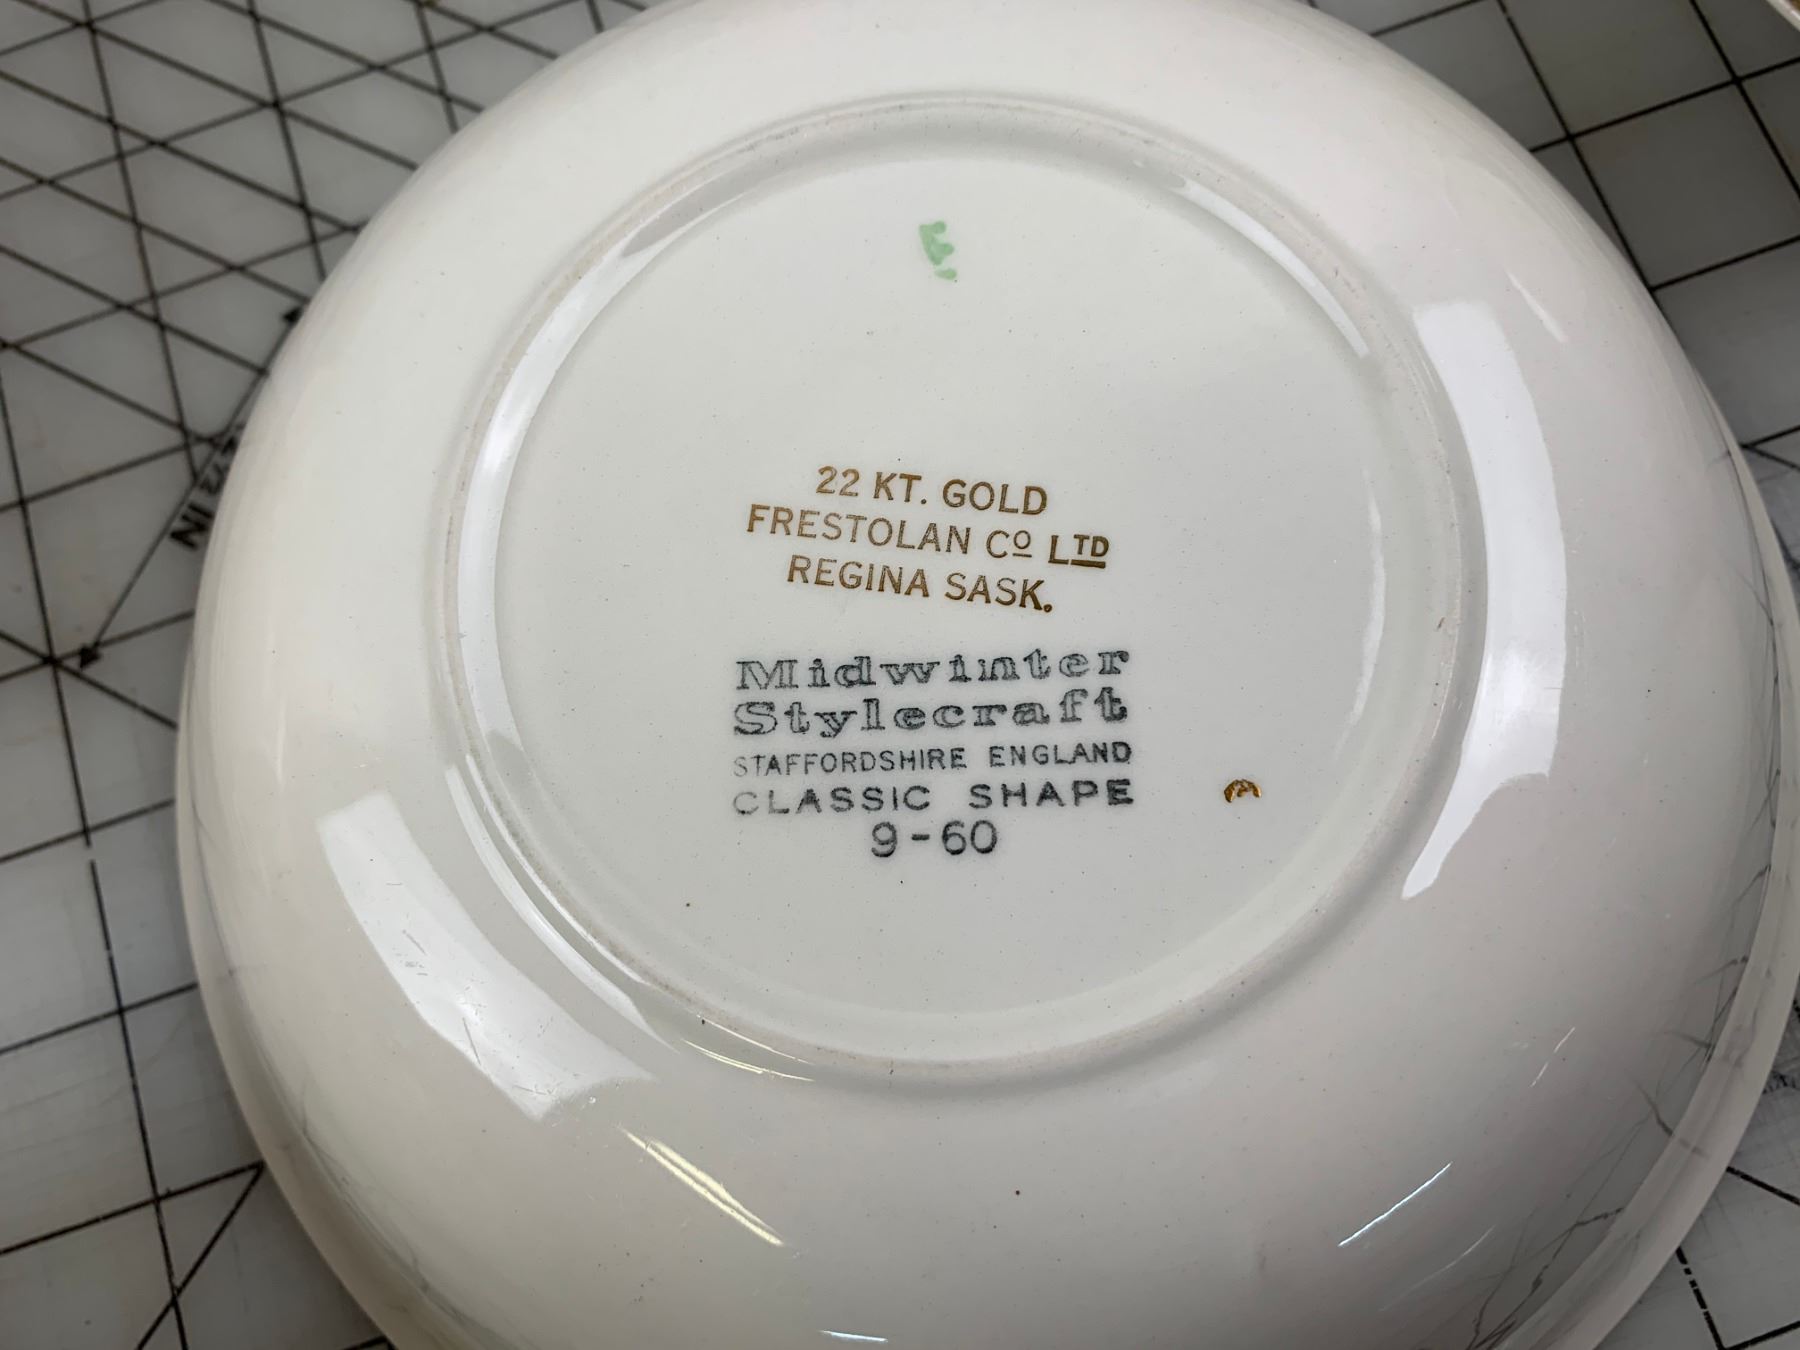 22 KT. GOLD
FRESTOLAN Cº LTD
REGINA SASK.
Midwinter
Stylecraft
STAFFORDSHIRE ENGLAND
CLASSIC SHAPE
9-60